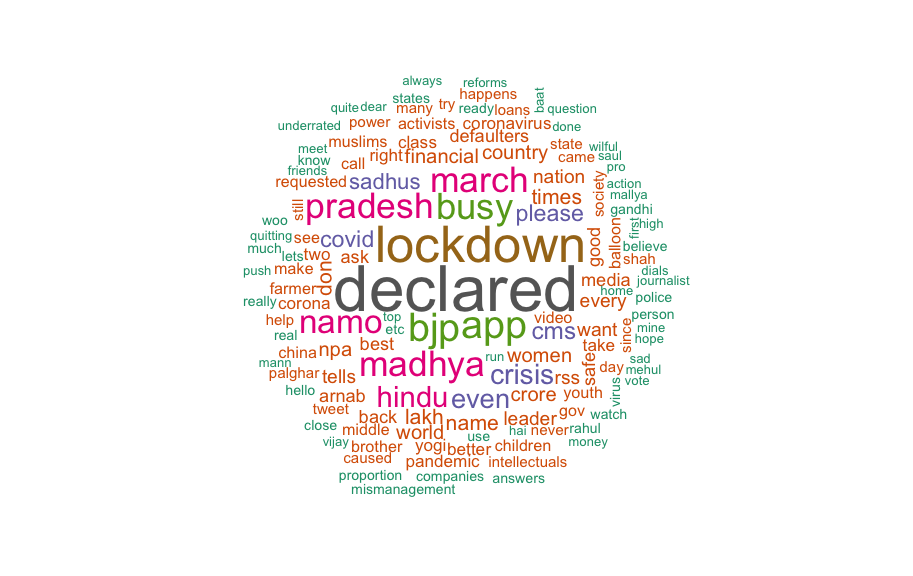 always reforms
states happens
quite dear many try ready loans baat question
underrated power activists coronavirus done
muslims class defaulters state wilful
meet know call right financial country came saul
friends pro
requested sadhus march nation society action
still pradesh busy please times mallya
gandhi
woo first high
quitting see covid lockdown good balloon believe
much lets two ask shah
push make dono declared media dials
farmer home journalist
really corona every police
help namo top bjp app video person
real etc cms want since mine
china npa best take hope
mann madhya run women safe day sad
palghar tells crisis rss mehul
hello arnab hindu even crore youth virus vote
tweet back lakh name leader gov watch
close middle world use hai never rahul
vijay brother yogi better children money
caused pandemic intellectuals
proportion companies answers
mismanagement